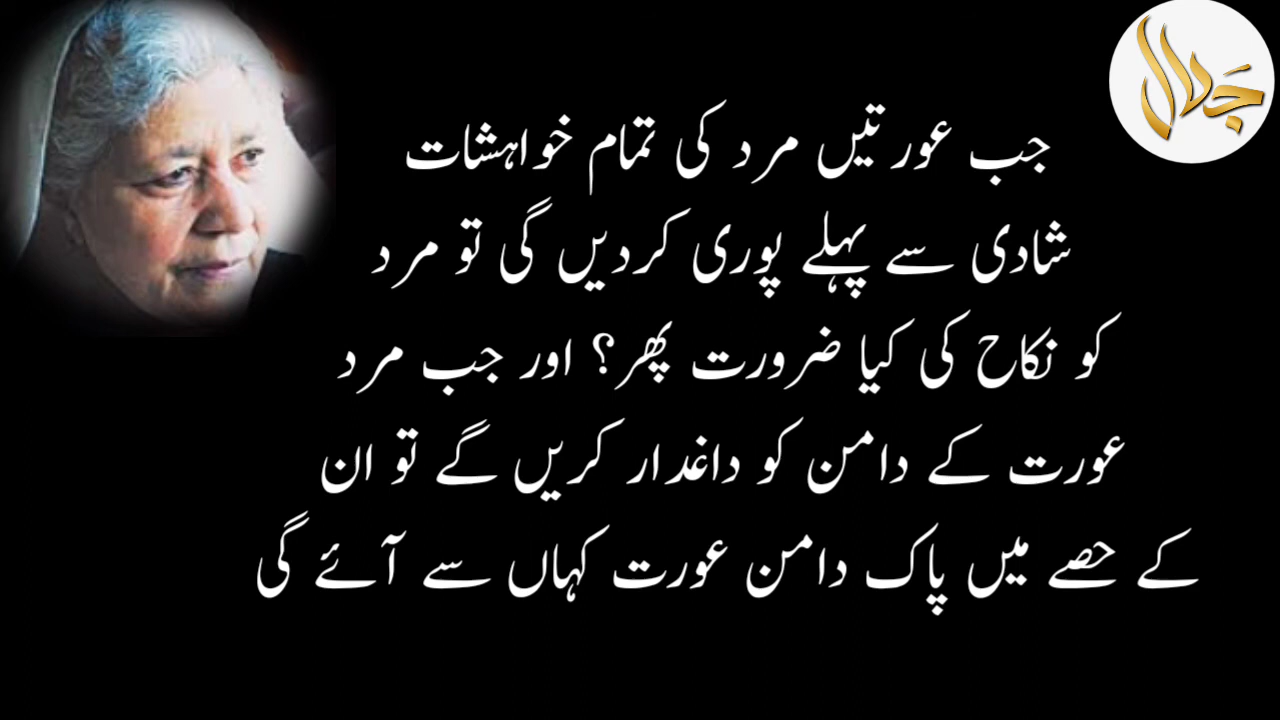 جلال
جب عورتیں مرد کی تمام خواہشات
شادی سے پہلے پوری کردیں گی تو مرد
کو نکاح کی کیا ضرورت پھر؟ اور جب مرد
عورت کے دامن کو داغدار کریں گے تو ان
کے حصے میں پاک دامن عورت کہاں سے آئے گی